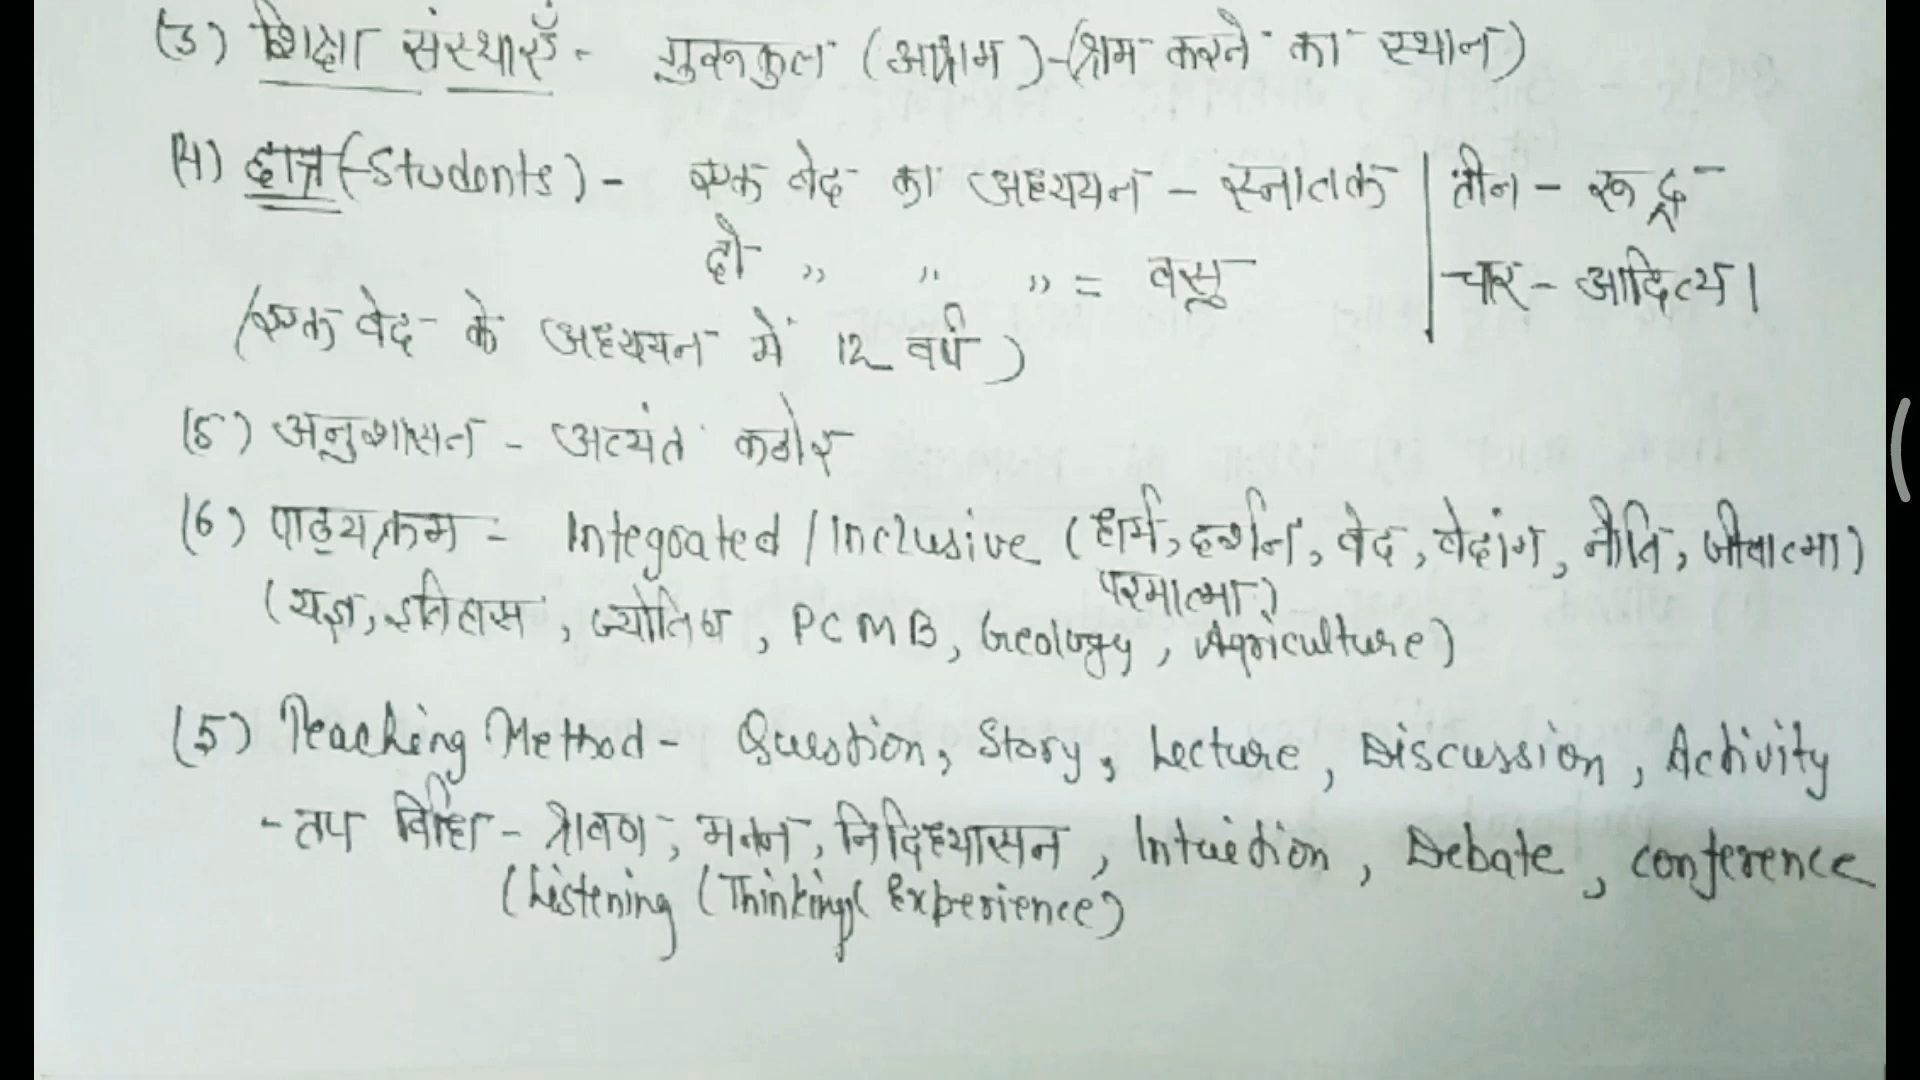 (3) शिक्षा संस्थाएँ - गुरूकुल (आश्रम) - (श्रम करने का स्थान)
(4) छात्र (Students) - एक वेद का अध्ययन - स्नातक | तीन - रूद्र
दो " " " = वसू | चार - आदित्य।
(एक वेद के अध्ययन में 12 वर्ष)
(5) अनुशासन - अत्यंत कठोर
(6) पाठ्यक्रम - Integrated / Inclusive (धर्म, दर्शन, वेद, वेदांग, नीति, जीवात्मा)
परमात्मा)
(यज्ञ, इतिहास, ज्योतिष, PCMB, Geology, Agriculture)
(5) Teaching Method - Question, Story, Lecture, Discussion, Activity
- तप विधि - श्रावण, मनन, निदिध्यासन, Intuition, Debate, conference
(Listening (Thinking( Experience)